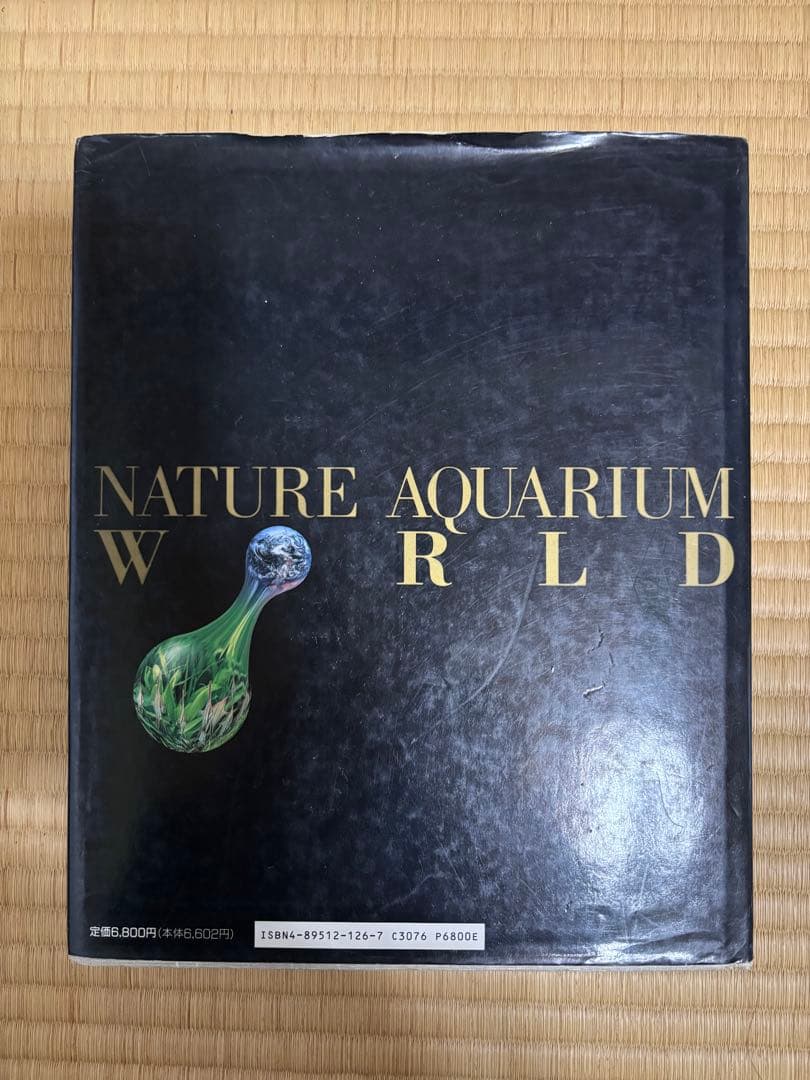 NATURE AQUARIUM
W RLD
定価6,800円(本体6,602円)
ISBN4-89512-126-7 C3076 P6800E